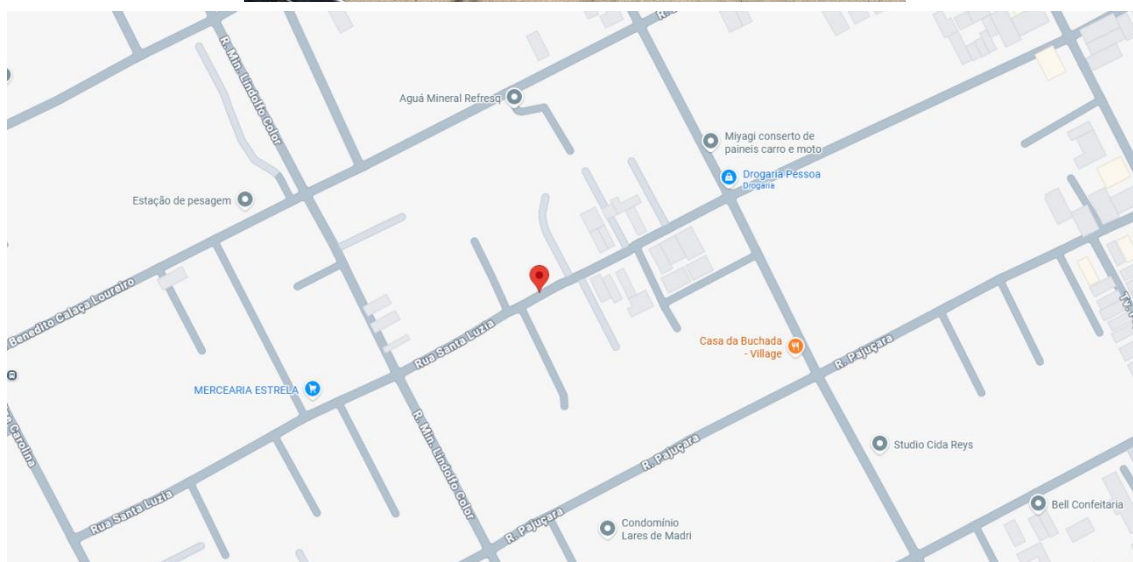 R. Min. Lindolfo Color
Aguá Mineral Refresq
Miyagi conserto de
paineis carro e moto
Drogaria Pessoa
Drogaria
Estação de pesagem
Benedito Calaça Loureiro
Rua Santa Luzia
Casa da Buchada
- Village
R. Pajuçara
MERCEARIA ESTRELA
R. Min. Lindolfo Color
R. Pajuçara
Studio Cida Reys
Carolina
Rua Santa Luzia
R. Pajuçara
Condomínio
Lares de Madri
Bell Confeitaria